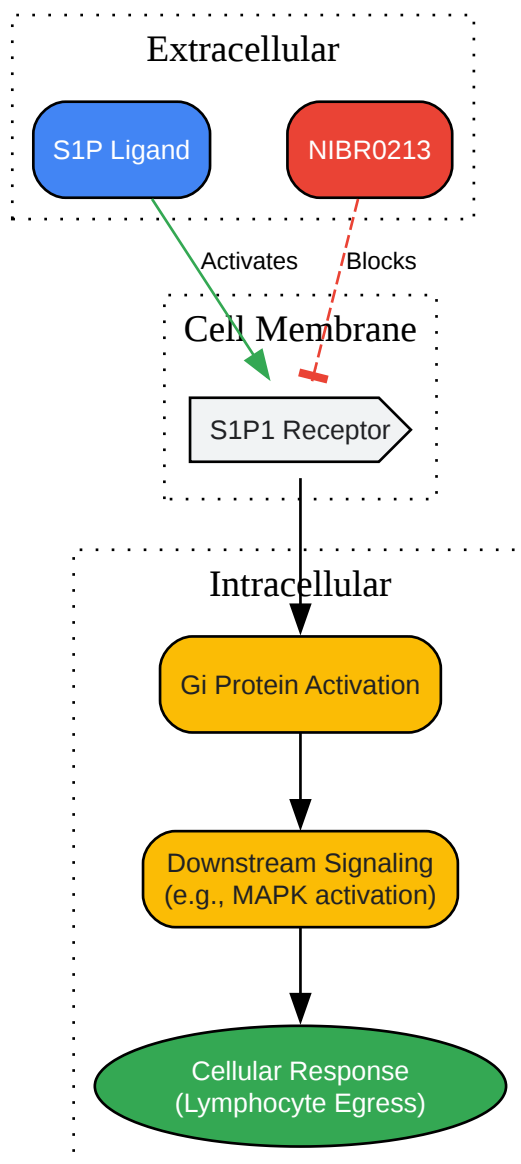 Extracellular
S1P Ligand
NIBR0213
Activates
Blocks
Cell Membrane
S1P1 Receptor
Intracellular
Gi Protein Activation
Downstream Signaling
(e.g., MAPK activation)
Cellular Response
(Lymphocyte Egress)